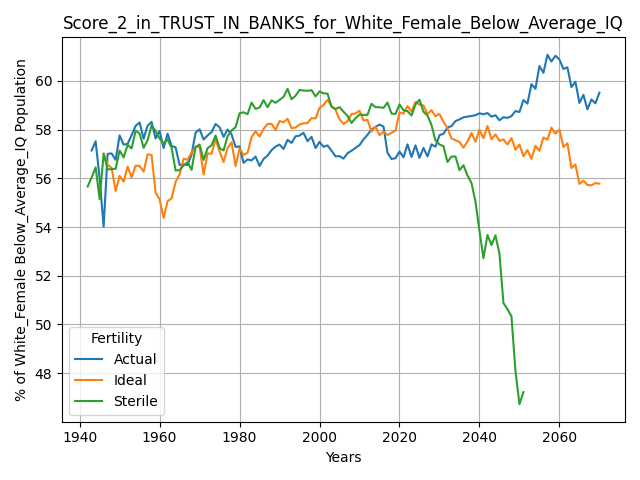 Score_2_in_TRUST_IN_BANKS_for_White_Female_Below_Average_IQ
% of White_Female Below_Average_IQ Population
60
58
56
54
52
50
48
Fertility
Actual
Ideal
Sterile
1940 1960 1980 2000 2020 2040 2060
Years